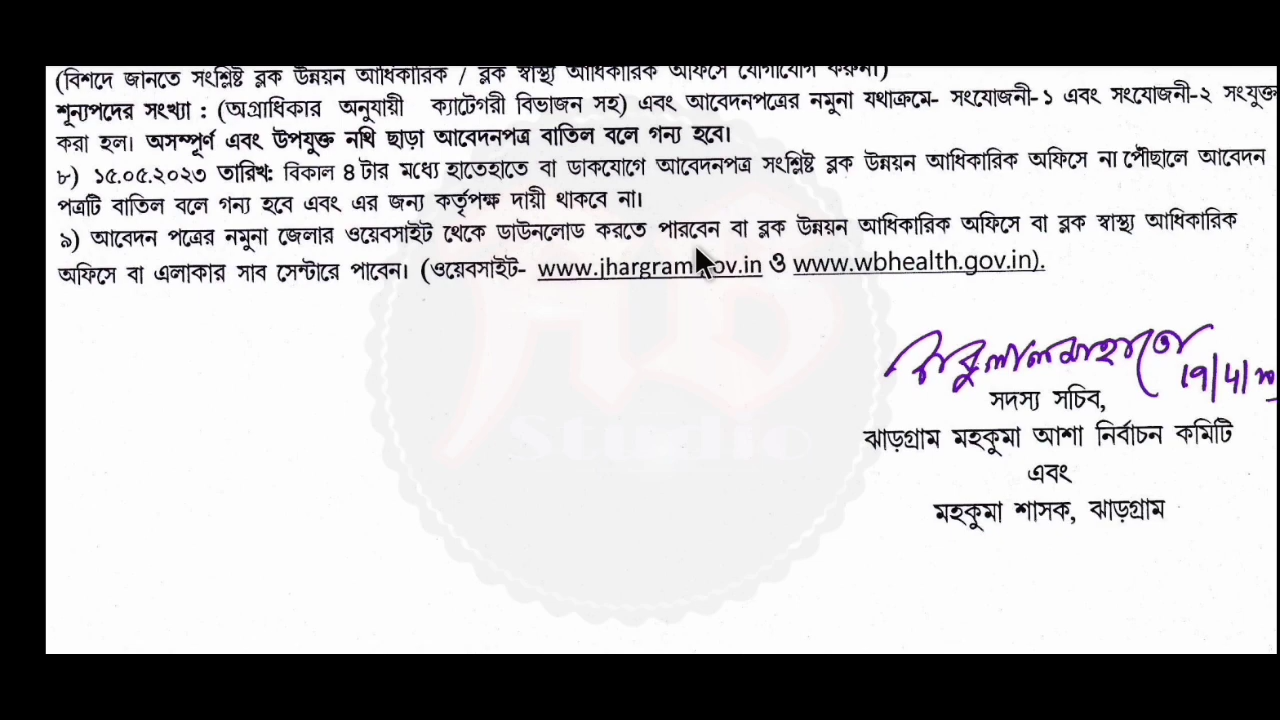 (বিশদে জানতে সংশ্লিষ্ট ব্লক উন্নয়ন আধিকারিক / ব্লক স্বাস্থ্য আধিকারিক অফিসে যোগাযোগ করুন।)
শূন্যপদের সংখ্যা : (অগ্রাধিকার অনুযায়ী ক্যাটেগরী বিভাজন সহ) এবং আবেদনপত্রের নমুনা যথাক্রমে- সংযোজনী-১ এবং সংযোজনী-২ সংযুক্ত
করা হল। অসম্পূর্ণ এবং উপযুক্ত নথি ছাড়া আবেদনপত্র বাতিল বলে গন্য হবে।
৮) ১৫.০৫.২০২৩ তারিখ: বিকাল ৪ টার মধ্যে হাতেহাতে বা ডাকযোগে আবেদনপত্র সংশ্লিষ্ট ব্লক উন্নয়ন আধিকারিক অফিসে না পৌছালে আবেদন
পত্রটি বাতিল বলে গন্য হবে এবং এর জন্য কর্তৃপক্ষ দায়ী থাকবে না।
৯) আবেদন পত্রের নমুনা জেলার ওয়েবসাইট থেকে ডাউনলোড করতে পারবেন বা ব্লক উন্নয়ন আধিকারিক অফিসে বা ব্লক স্বাস্থ্য আধিকারিক
অফিসে বা এলাকার সাব সেন্টারে পাবেন। (ওয়েবসাইট- www.jhargram.gov.in ও www.wbhealth.gov.in).
সদস্য সচিব,
ঝাড়গ্রাম মহকুমা আশা নির্বাচন কমিটি
এবং
মহকুমা শাসক, ঝাড়গ্রাম
Studio